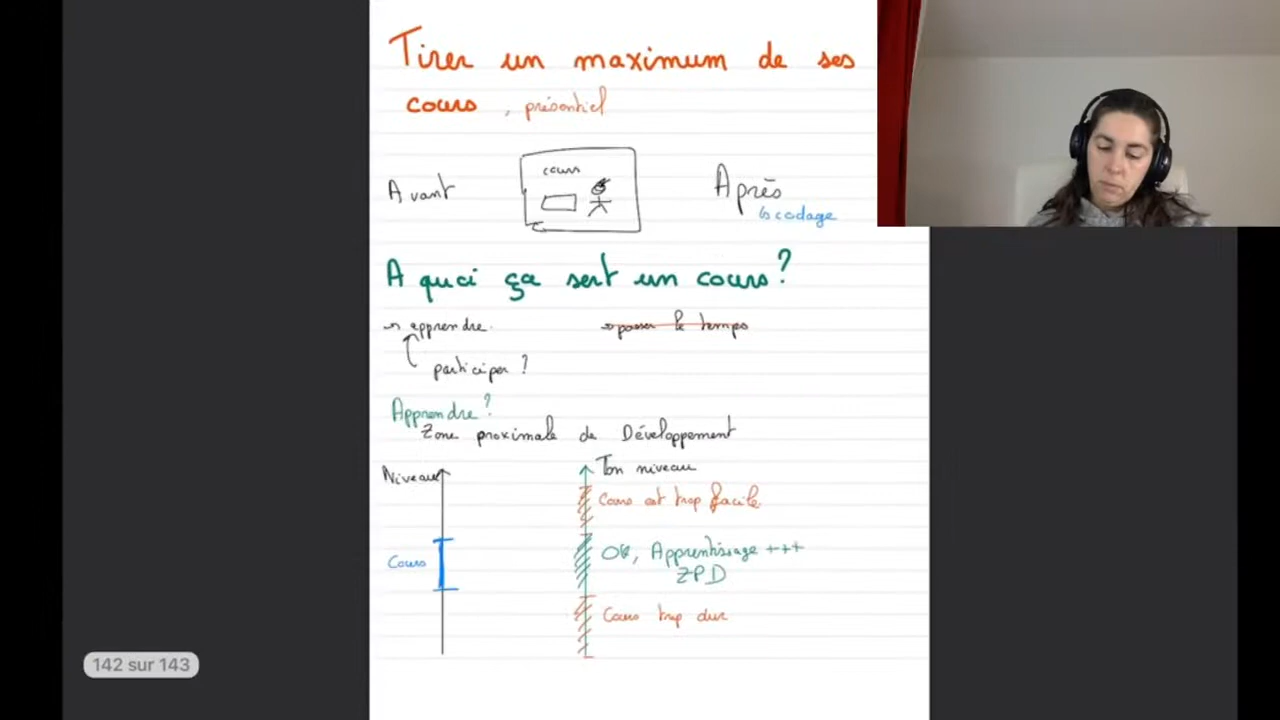 Tirer un maximum de ses
cours, présentiel
cours
Avant
Après
↳ codage
A quoi ça sert un cours?
→ apprendre.
→ passer le temps
participer ?
Apprendre?
Zone proximale de Développement
Niveau
Ton niveau
Cours est trop facile
OK, Apprentissage +++
ZPD
Cours
Cours trop dur
142 sur 143